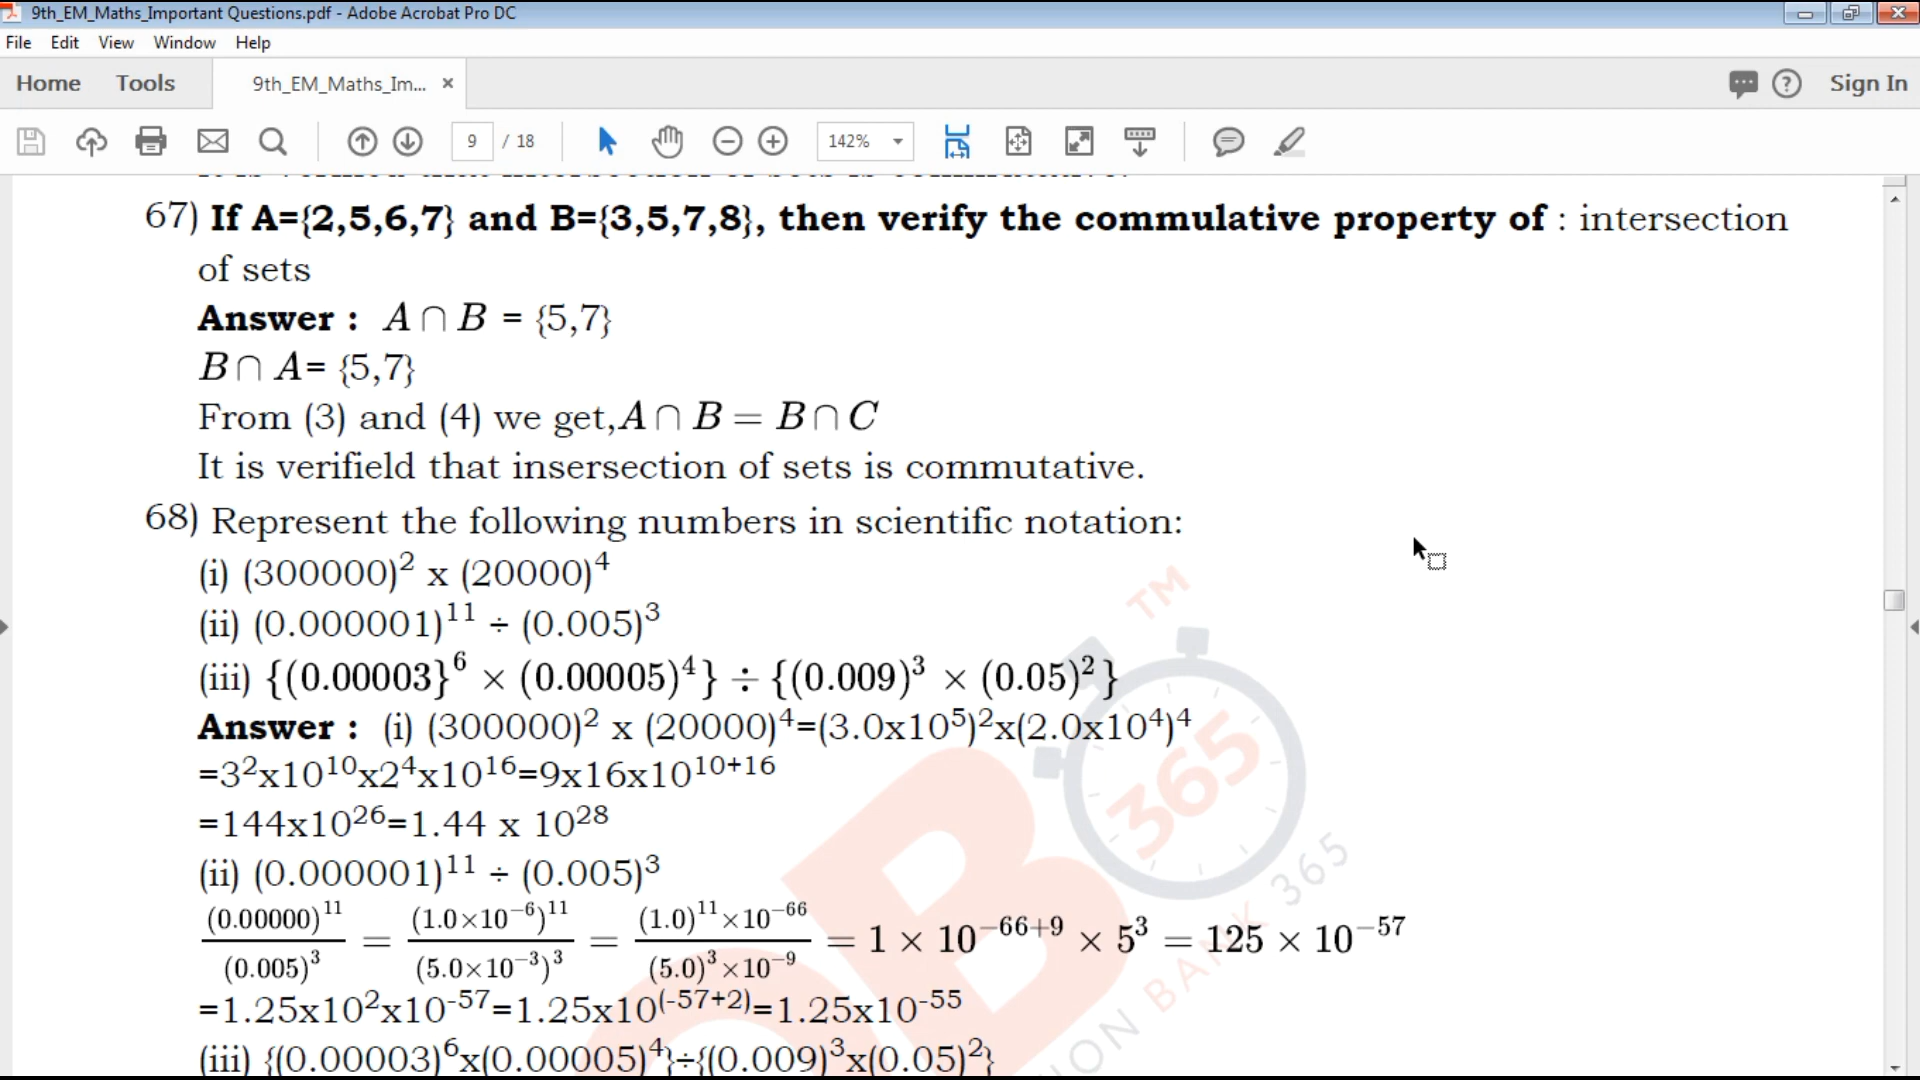 9th_EM_Maths_Important Questions.pdf - Adobe Acrobat Pro DC
File Edit View Window Help
Home Tools 9th_EM_Maths_Im... × Sign In
9 / 18 142%
67) If A={2,5,6,7} and B={3,5,7,8}, then verify the commutative property of : intersection
of sets
Answer : A ∩ B = {5,7}
B ∩ A= {5,7}
From (3) and (4) we get,A ∩ B = B ∩ C
It is verifield that insersection of sets is commutative.
68) Represent the following numbers in scientific notation:
(i) (300000)² x (20000)⁴
(ii) (0.000001)¹¹ ÷ (0.005)³
(iii) {(0.00003}⁶ × (0.00005)⁴} ÷ {(0.009)³ × (0.05)²}
Answer : (i) (300000)² x (20000)⁴=(3.0x10⁵)²x(2.0x10⁴)⁴
=3²x10¹⁰x2⁴x10¹⁶=9x16x10¹⁰⁺¹⁶
=144x10²⁶=1.44 x 10²⁸
(ii) (0.000001)¹¹ ÷ (0.005)³
(0.00000)¹¹/(0.005)³ = (1.0×10⁻⁶)¹¹/(5.0×10⁻³)³ = (1.0)¹¹×10⁻⁶⁶/(5.0)³×10⁻⁹ = 1 × 10⁻⁶⁶⁺⁹ × 5³ = 125 × 10⁻⁵⁷
=1.25x10²x10⁻⁵⁷=1.25x10⁽⁻⁵⁷⁺²⁾=1.25x10⁻⁵⁵
(iii) {(0.00003)⁶x(0.00005)⁴}÷{(0.009)³x(0.05)²}
TM
365
BANK 365